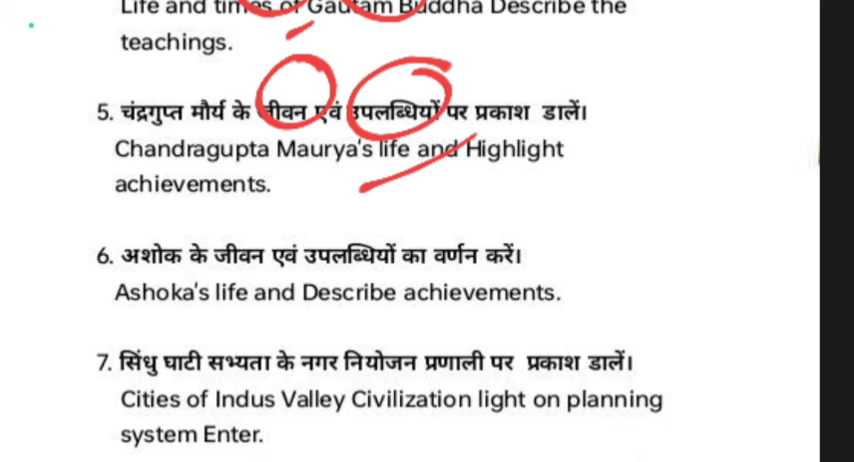 Life and times of Gautam Buddha Describe the
teachings.
5. चंद्रगुप्त मौर्य के जीवन एवं उपलब्धियों पर प्रकाश डालें।
Chandragupta Maurya's life and Highlight
achievements.
6. अशोक के जीवन एवं उपलब्धियों का वर्णन करें।
Ashoka's life and Describe achievements.
7. सिंधु घाटी सभ्यता के नगर नियोजन प्रणाली पर प्रकाश डालें।
Cities of Indus Valley Civilization light on planning
system Enter.